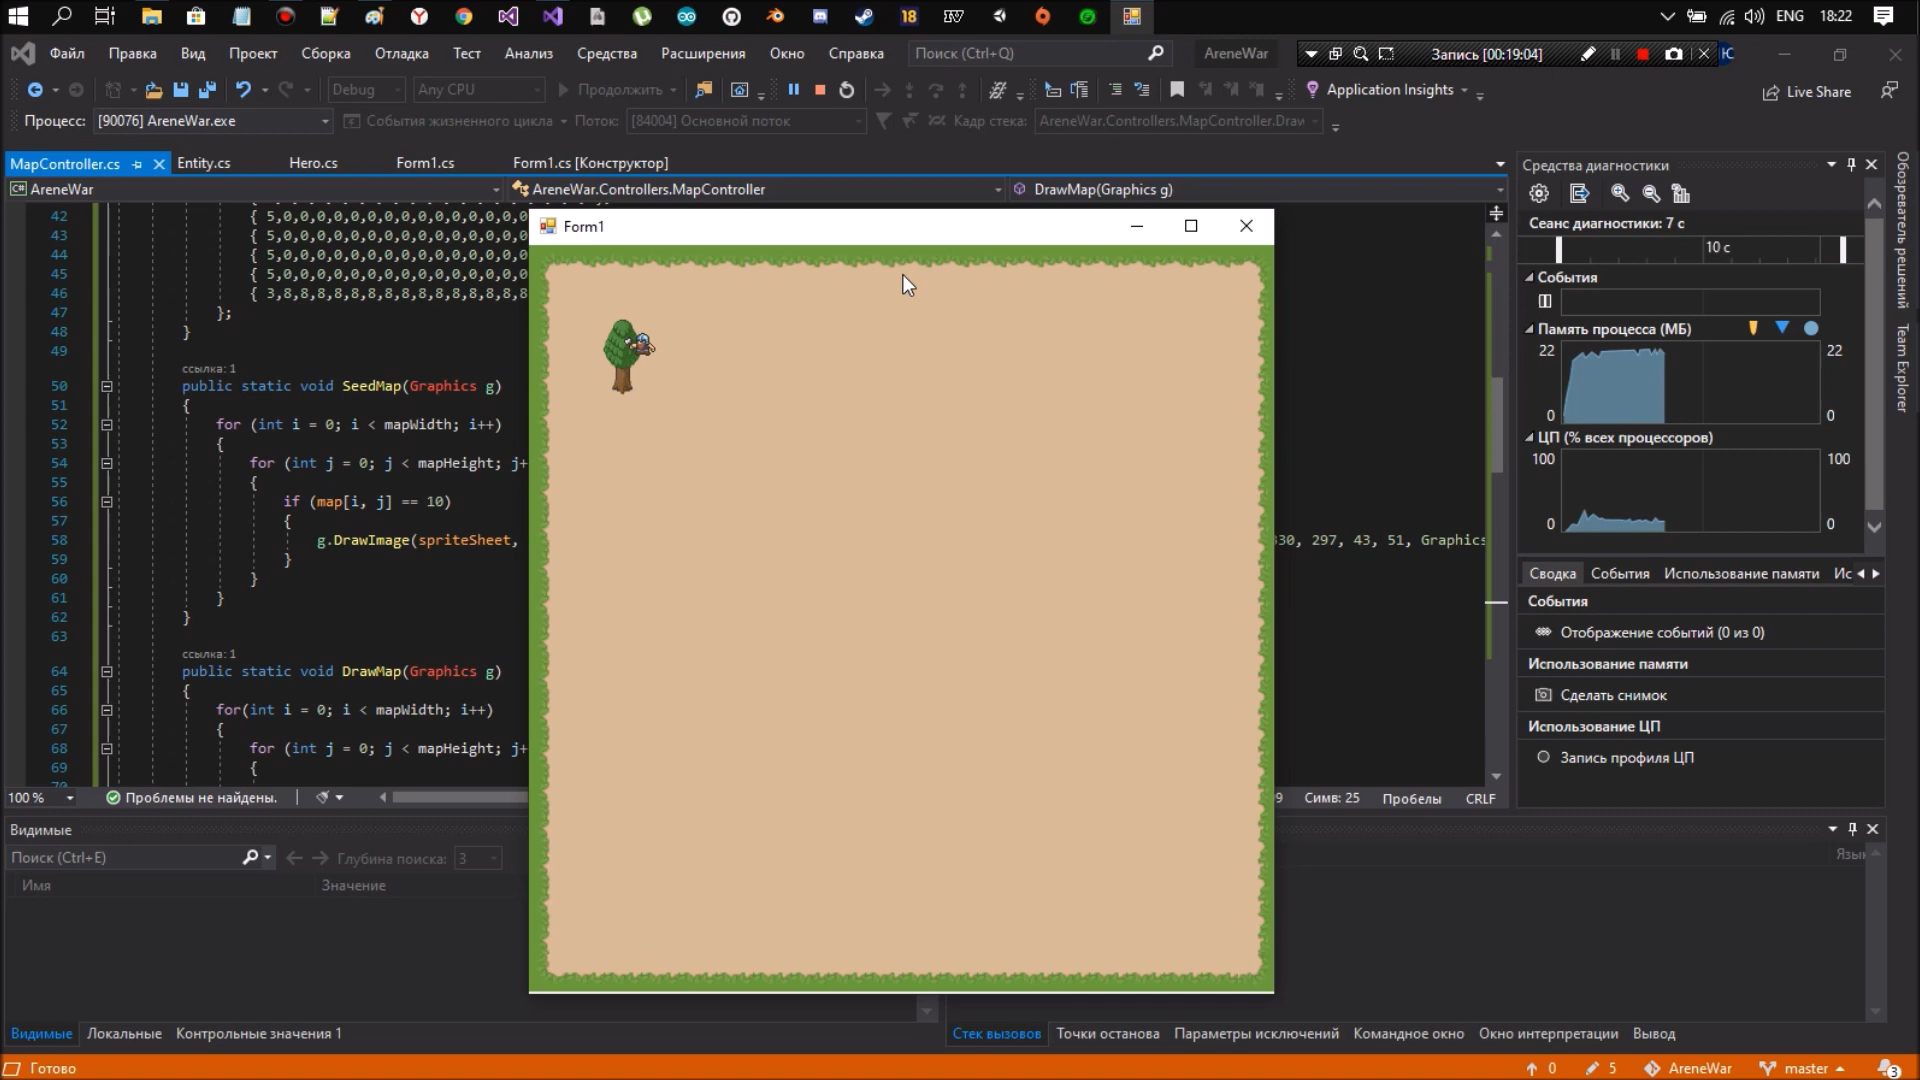 18
IV
ENG
18:22
Файл
Правка
Вид
Проект
Сборка
Отладка
Тест
Анализ
Средства
Расширения
Окно
Справка
Поиск (Ctrl+Q)
AreneWar
Запись [00:19:04]
Debug
Any CPU
Продолжить
Application Insights
Live Share
Процесс:
[90076] AreneWar.exe
События жизненного цикла
Поток:
[84004] Основной поток
Кадр стека:
AreneWar.Controllers.MapController.Draw
MapController.cs
Entity.cs
Hero.cs
Form1.cs
Form1.cs [Конструктор]
AreneWar
AreneWar.Controllers.MapController
DrawMap(Graphics g)
42 { 5,0,0,0,0,0,0,0,0,0,0,0,0,0,0,0
43 { 5,0,0,0,0,0,0,0,0,0,0,0,0,0,0,0
44 { 5,0,0,0,0,0,0,0,0,0,0,0,0,0,0,0
45 { 5,0,0,0,0,0,0,0,0,0,0,0,0,0,0,0
46 { 3,8,8,8,8,8,8,8,8,8,8,8,8,8,8,8
47 };
48 }
49
ссылка: 1
50 public static void SeedMap(Graphics g)
51 {
52 for (int i = 0; i < mapWidth; i++)
53 {
54 for (int j = 0; j < mapHeight; j+
55 {
56 if (map[i, j] == 10)
57 {
58 g.DrawImage(spriteSheet,
30, 297, 43, 51, Graphics
59 }
60 }
61 }
62 }
63
ссылка: 1
64 public static void DrawMap(Graphics g)
65 {
66 for(int i = 0; i < mapWidth; i++)
67 {
68 for (int j = 0; j < mapHeight; j+
69 {
70
Form1
100 %
Проблемы не найдены.
9
Симв: 25
Пробелы
CRLF
Средства диагностики
Сеанс диагностики: 7 с
10 с
События
Память процесса (МБ)
22
22
0
0
ЦП (% всех процессоров)
100
100
0
0
Сводка
События
Использование памяти
Ис
События
Отображение событий (0 из 0)
Использование памяти
Сделать снимок
Использование ЦП
Запись профиля ЦП
Обозреватель решений
Team Explorer
Видимые
Поиск (Ctrl+E)
Глубина поиска:
3
Имя
Значение
Язык
Видимые
Локальные
Контрольные значения 1
Стек вызовов
Точки останова
Параметры исключений
Командное окно
Окно интерпретации
Вывод
Готово
0
5
AreneWar
master
3